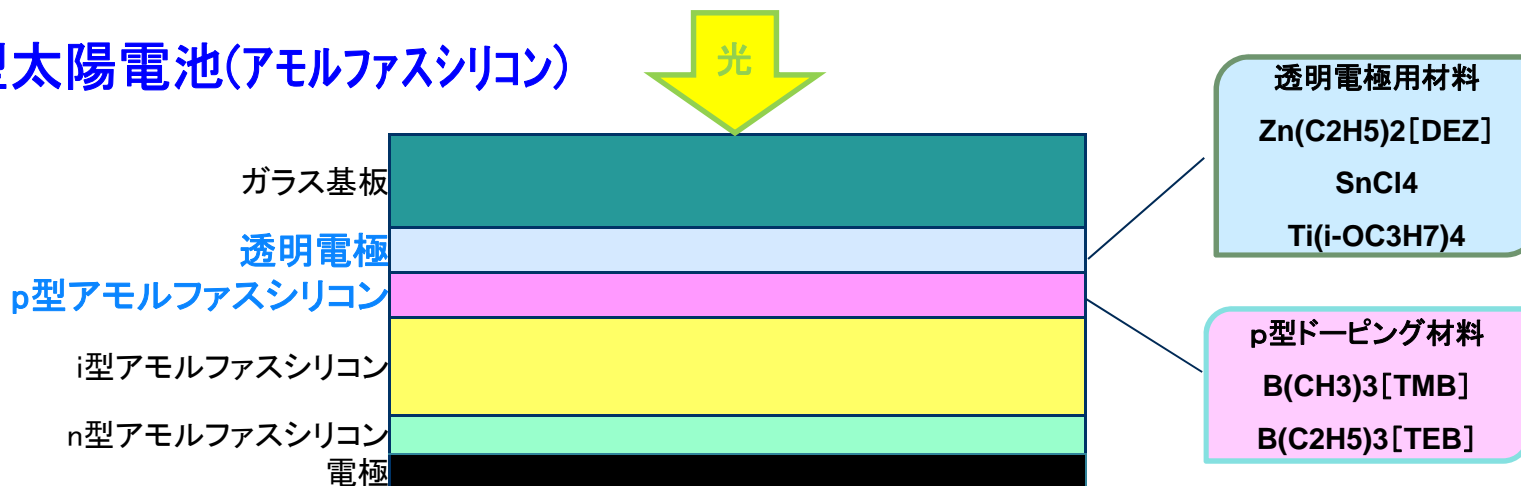 型太陽電池(アモルファスシリコン)
光
ガラス基板
透明電極
p型アモルファスシリコン
i型アモルファスシリコン
n型アモルファスシリコン
電極
透明電極用材料
Zn(C2H5)2[DEZ]
SnCl4
Ti(i-OC3H7)4
p型ドーピング材料
B(CH3)3[TMB]
B(C2H5)3[TEB]